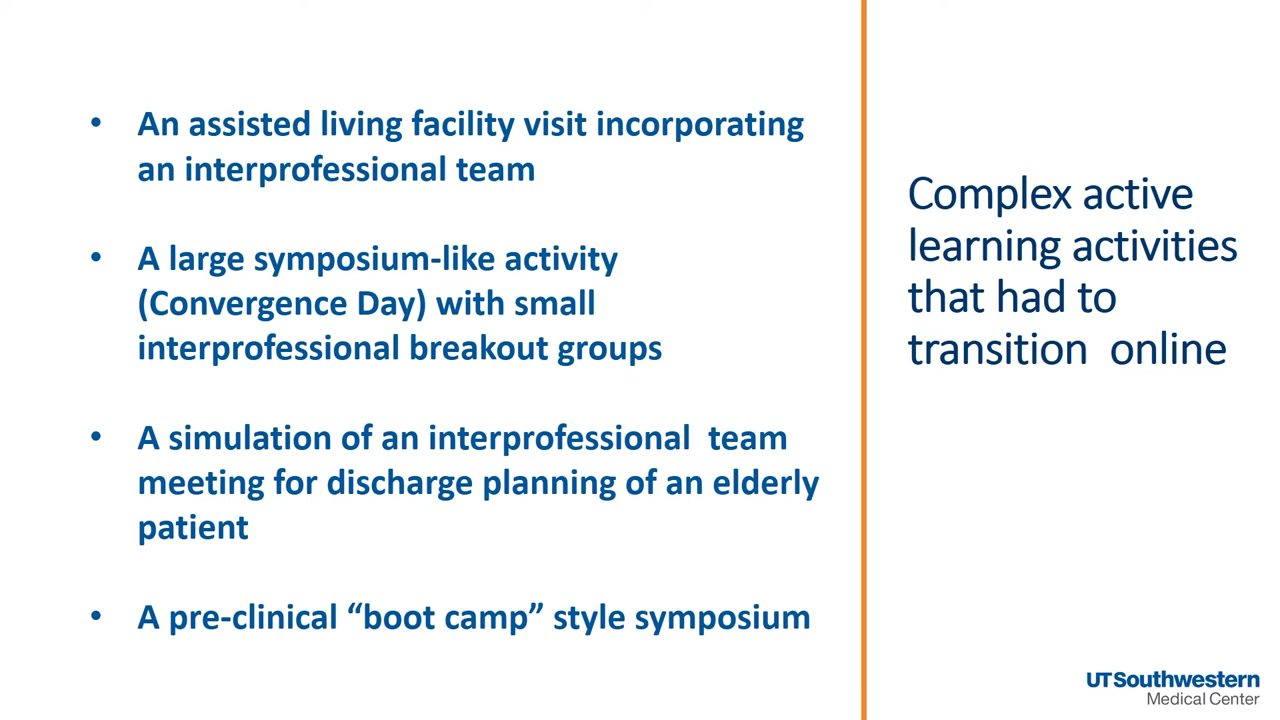 • An assisted living facility visit incorporating
an interprofessional team
• A large symposium-like activity
(Convergence Day) with small
interprofessional breakout groups
• A simulation of an interprofessional  team
meeting for discharge planning of an elderly
patient
• A pre-clinical “boot camp” style symposium
Complex active
learning activities
that had to
transition  online
UTSouthwestern
Medical Center